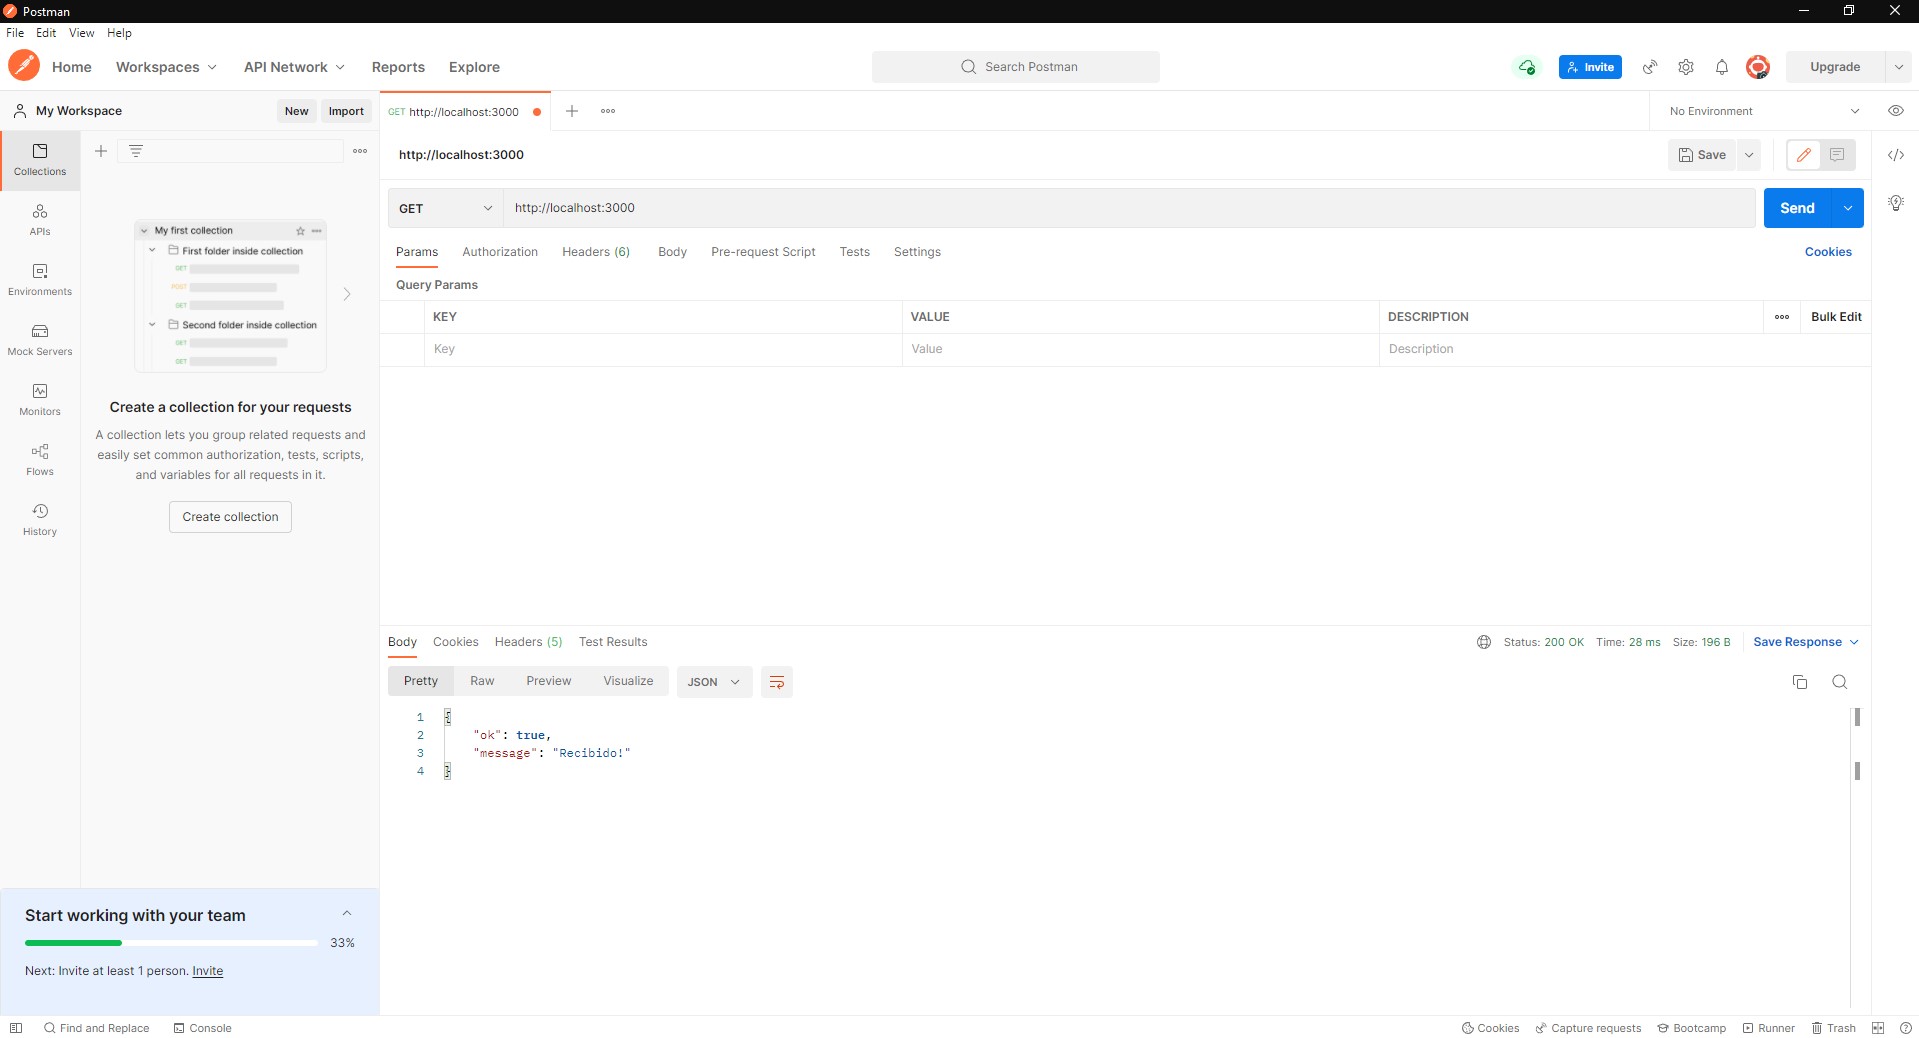 Postman
File Edit View Help
Home Workspaces API Network Reports Explore Search Postman Invite Upgrade
My Workspace New Import
GET http://localhost:3000
No Environment
Collections
APIs
Environments
Mock Servers
Monitors
Flows
History
My first collection
First folder inside collection
GET
POST
GET
Second folder inside collection
GET
GET
Create a collection for your requests
A collection lets you group related requests and
easily set common authorization, tests, scripts,
and variables for all requests in it.
Create collection
Start working with your team
33%
Next: Invite at least 1 person. Invite
http://localhost:3000 Save
GET http://localhost:3000 Send
Params Authorization Headers (6) Body Pre-request Script Tests Settings Cookies
Query Params
KEY VALUE DESCRIPTION Bulk Edit
Key Value Description
Body Cookies Headers (5) Test Results Status: 200 OK Time: 28 ms Size: 196 B Save Response
Pretty Raw Preview Visualize JSON
1 {
2 "ok": true,
3 "message": "Recibido!"
4 }
Find and Replace Console Cookies Capture requests Bootcamp Runner Trash